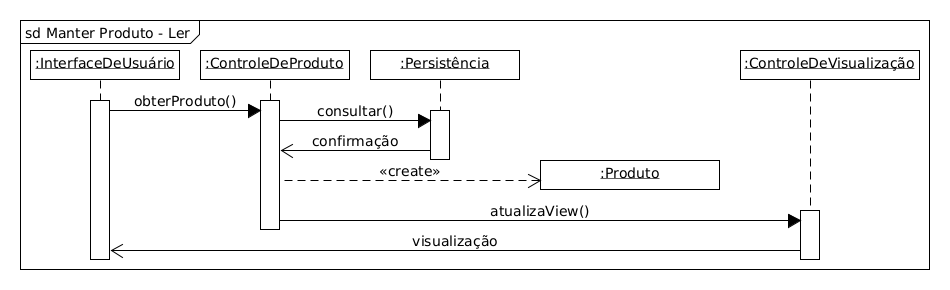 sd Manter Produto - Ler
:InterfaceDeUsuário
:ControleDeProduto
:Persistência
:ControleDeVisualização
obterProduto()
consultar()
confirmação
«create»
:Produto
atualizaView()
visualização